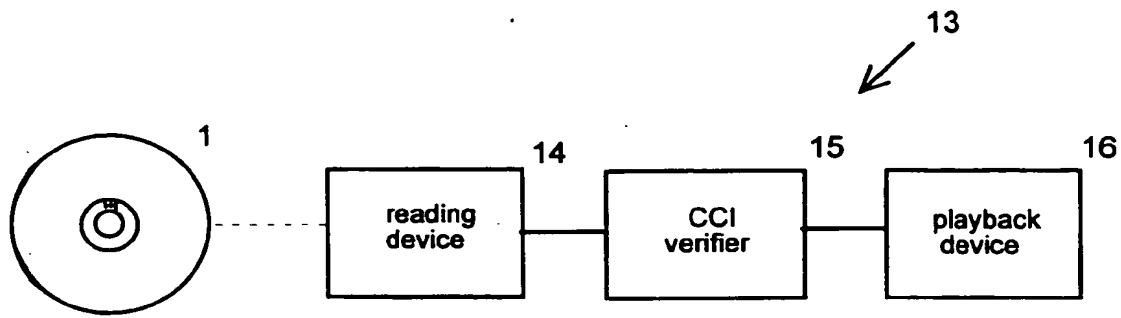 13
1
14
15
16
reading
device
CCI
verifier
playback
device